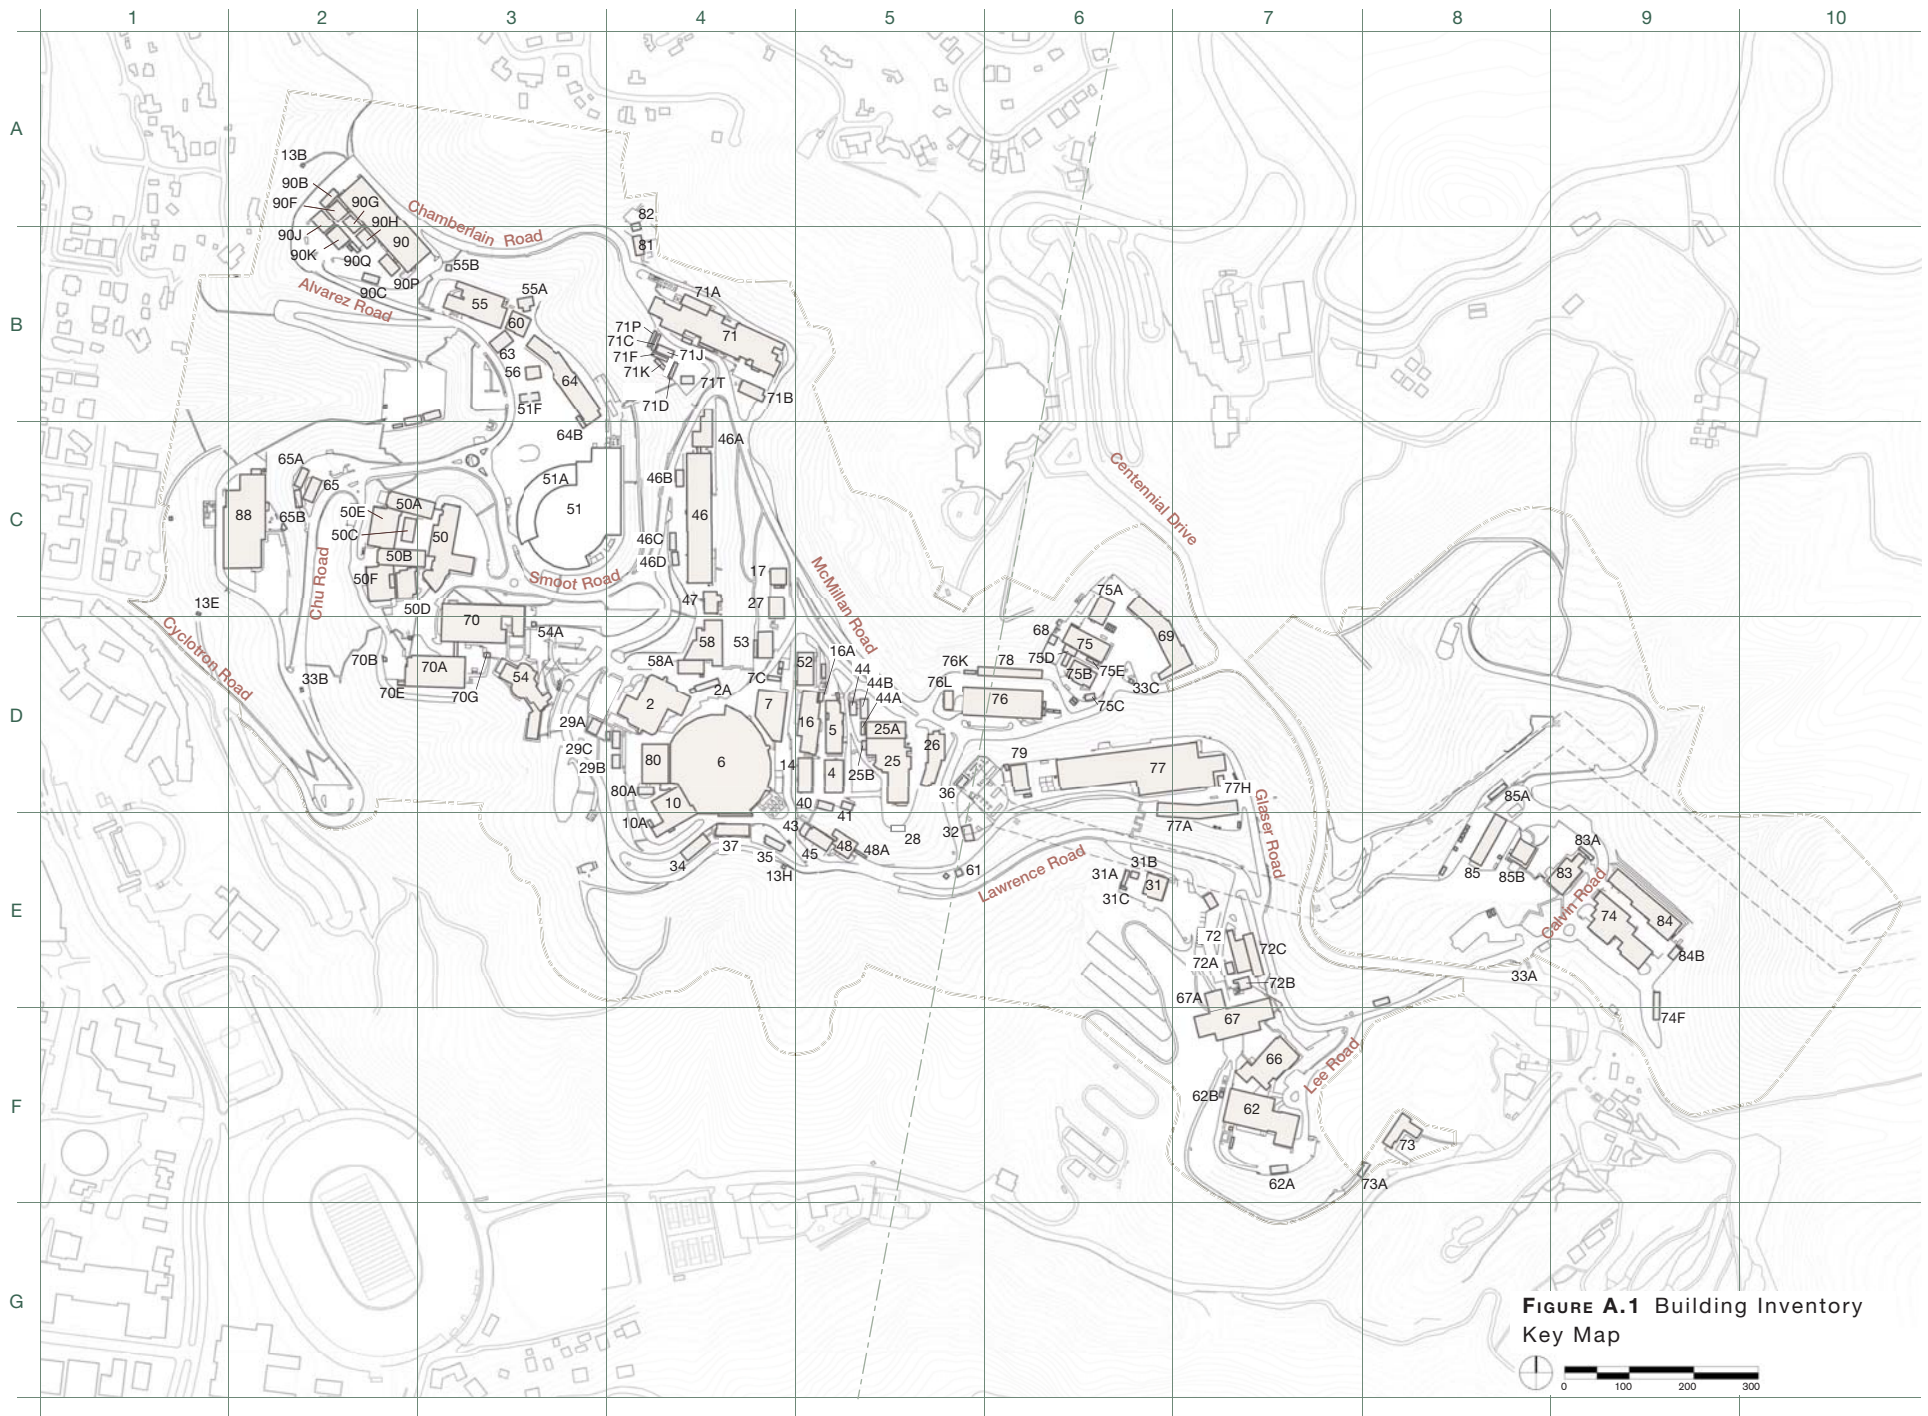 1 2 3 4 5 6 7 8 9 10
A
13B
90B
90F 90G
82
Chamberlain Road
90H
90J 90 81
90K 90Q
55B
90P
90C
Alvarez Road
55A 71A
55
60
B
71P 71
71C
63 71F 71J
56 71K
64 71T
51F 71D 71B
64B
46A
Centennial Drive
65A
51A 46B
65
50A
50E 51
C 88 65B 46
50C 50
46C
50B
46D
McMillan Road
Chu Road
50F Smoot Road 17
75A
13E 50D 47 27
70 54A 68 69
58 53 75
Cyclotron Road
16A
70B 70A 58A 52 75D
78 75E
76K 75B
33B 54 7C 44
70E 70G 2A 44B 76L 33C
44A
D 2 7 76 75C
29A 16 5 25A
29C 26
80 6 25 79
29B 14 4 25B 77
80A 36 77H
85A
10 40
41
Glaser Road
10A 43 77A
28 32
37 48 83A
34 35 45 48A
13H 61 Lawrence Road 31B 85 85B 83
31A
31
31C
Calvin Road
E 74 84
72
72C
72A 84B
33A
72B
67A
67 74F
66
Lee Road
62B
F 62
73
62A 73A
G
FIGURE A.1 Building Inventory
Key Map
0 100 200 300